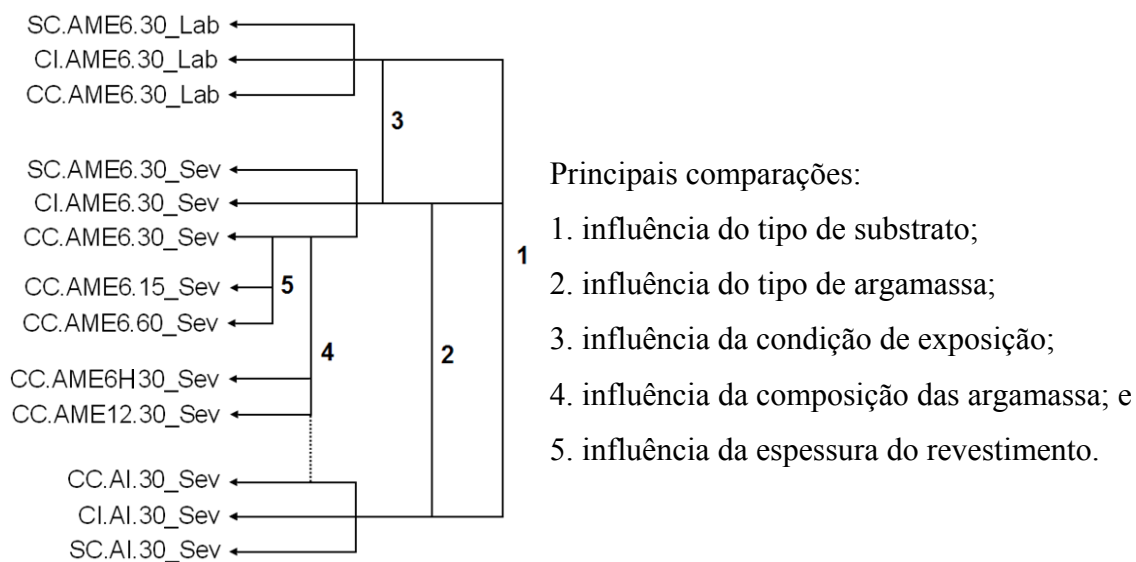 SC.AME6.30_Lab
CI.AME6.30_Lab
CC.AME6.30_Lab
3
SC.AME6.30_Sev
CI.AME6.30_Sev
CC.AME6.30_Sev
1
CC.AME6.15_Sev
5
CC.AME6.60_Sev
4
2
CC.AME6H30_Sev
CC.AME12.30_Sev
CC.AI.30_Sev
CI.AI.30_Sev
SC.AI.30_Sev
Principais comparações:
1. influência do tipo de substrato;
2. influência do tipo de argamassa;
3. influência da condição de exposição;
4. influência da composição das argamassa; e
5. influência da espessura do revestimento.